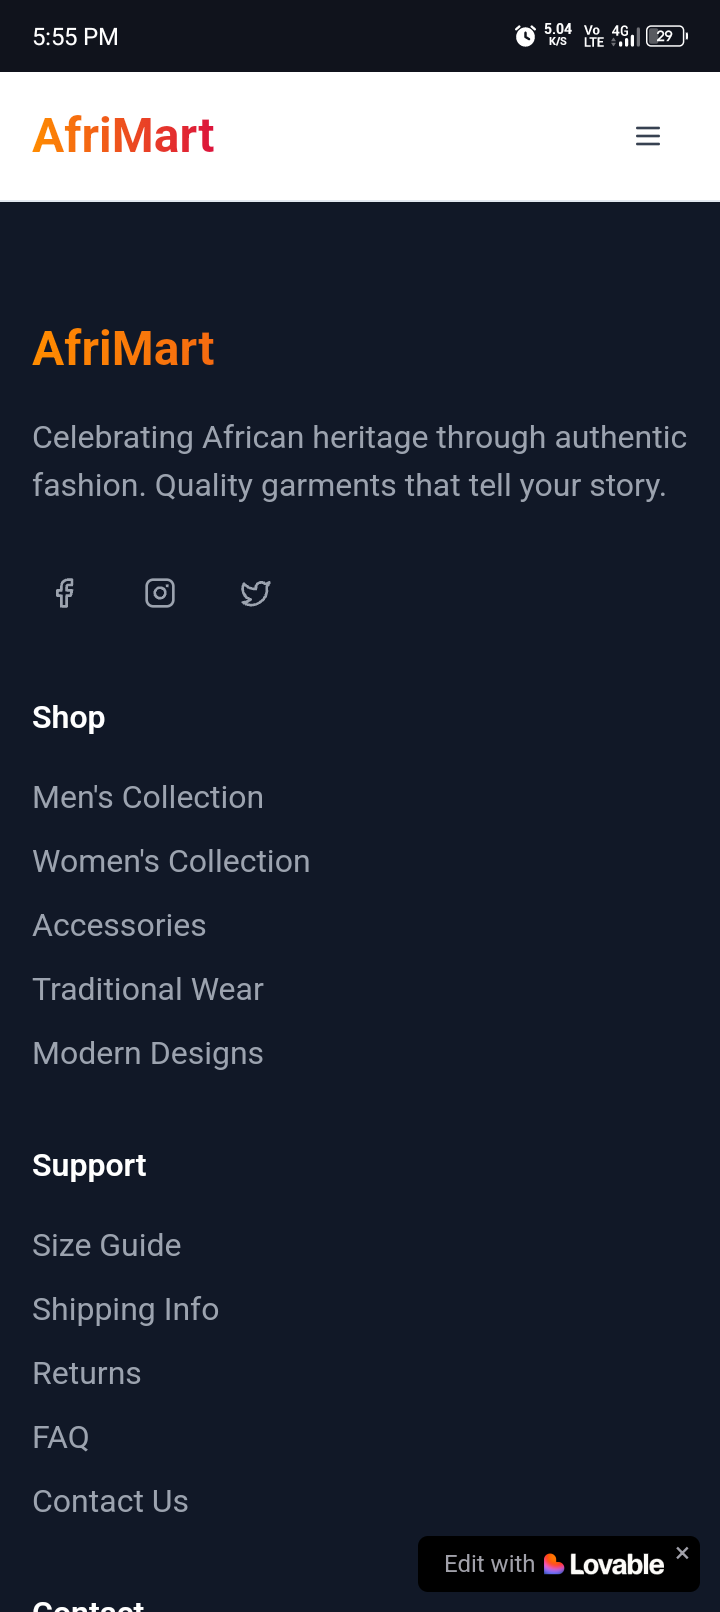 5:55 PM
5.04
K/S
Vo
LTE
4G
29
AfriMart
AfriMart
Celebrating African heritage through authentic
fashion. Quality garments that tell your story.
Shop
Men's Collection
Women's Collection
Accessories
Traditional Wear
Modern Designs
Support
Size Guide
Shipping Info
Returns
FAQ
Contact Us
Edit with Lovable ×
Contact